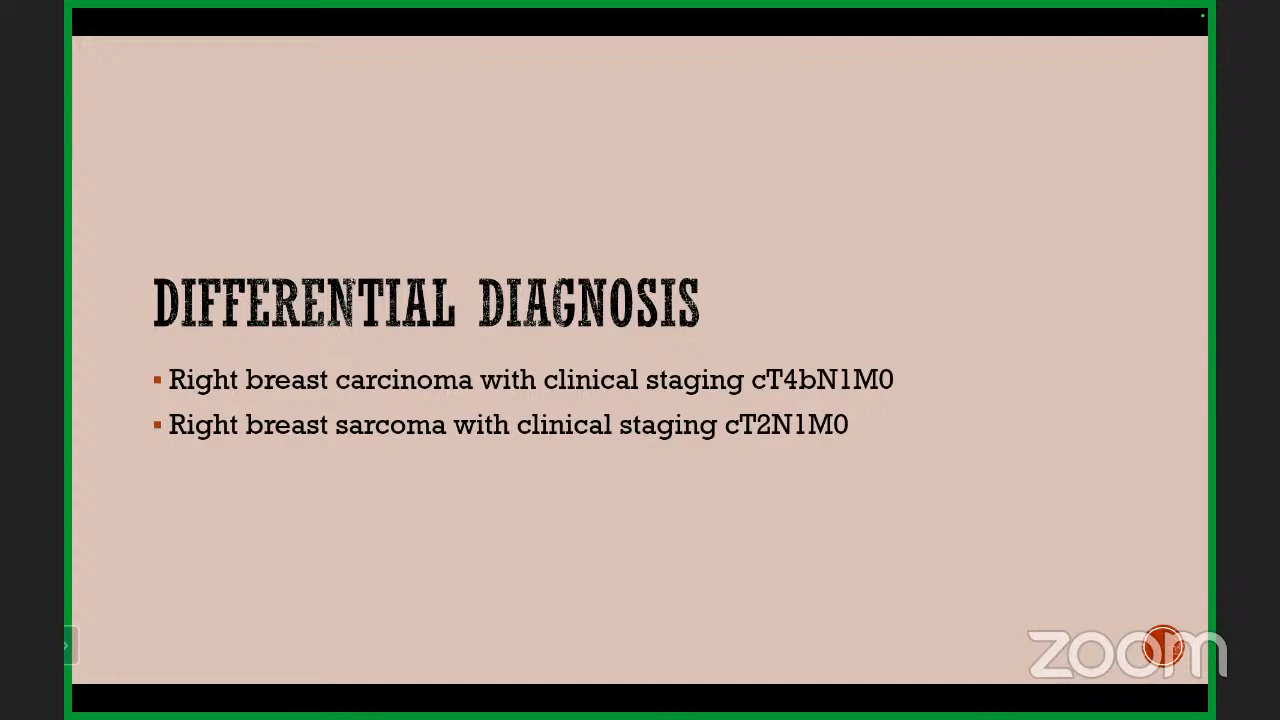 DIFFERENTIAL DIAGNOSIS
Right breast carcinoma with clinical staging cT4bN1M0
Right breast sarcoma with clinical staging cT2N1M0
zoom